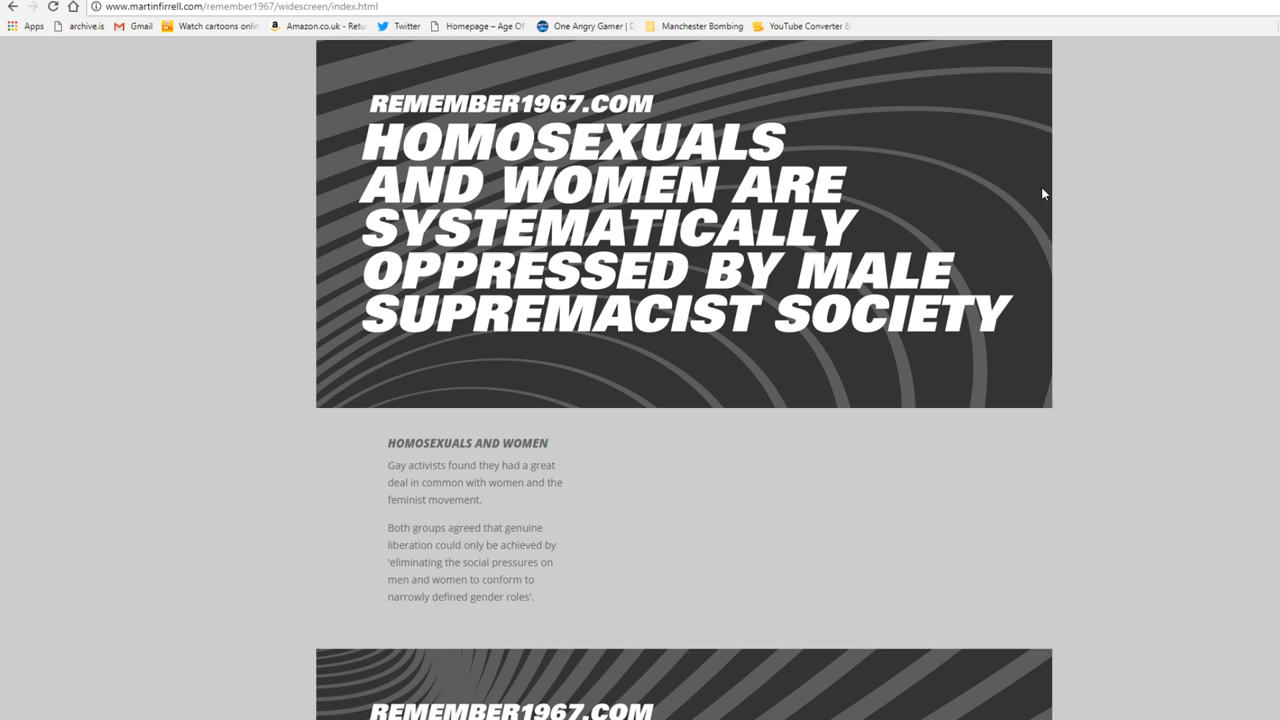 www.martinfirrell.com/remember1967/widescreen/index.html
Apps archive.is Gmail Watch cartoons onlin Amazon.co.uk - Retu Twitter Homepage – Age Of One Angry Gamer | D Manchester Bombing YouTube Converter &
REMEMBER1967.COM
HOMOSEXUALS
AND WOMEN ARE
SYSTEMATICALLY
OPPRESSED BY MALE
SUPREMACIST SOCIETY
HOMOSEXUALS AND WOMEN
Gay activists found they had a great
deal in common with women and the
feminist movement.
Both groups agreed that genuine
liberation could only be achieved by
'eliminating the social pressures on
men and women to conform to
narrowly defined gender roles'.
REMEMBER1967.COM